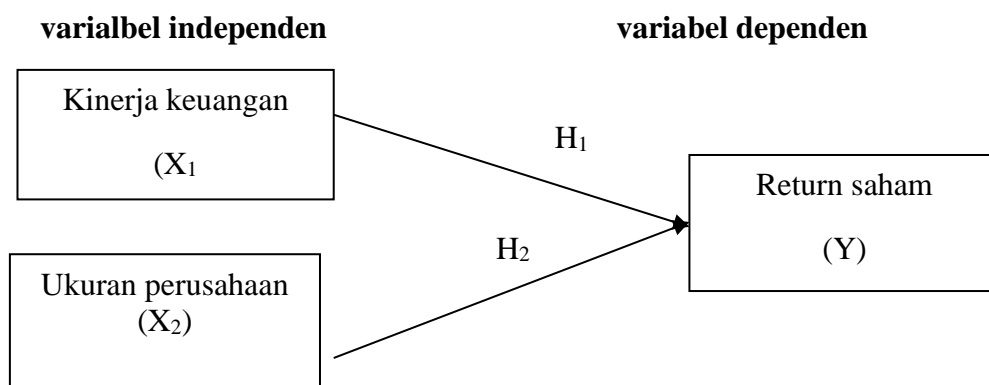 varialbel independen
variabel dependen
Kinerja keuangan
(X₁
H₁
Return saham
(Y)
H₂
Ukuran perusahaan
(X₂)